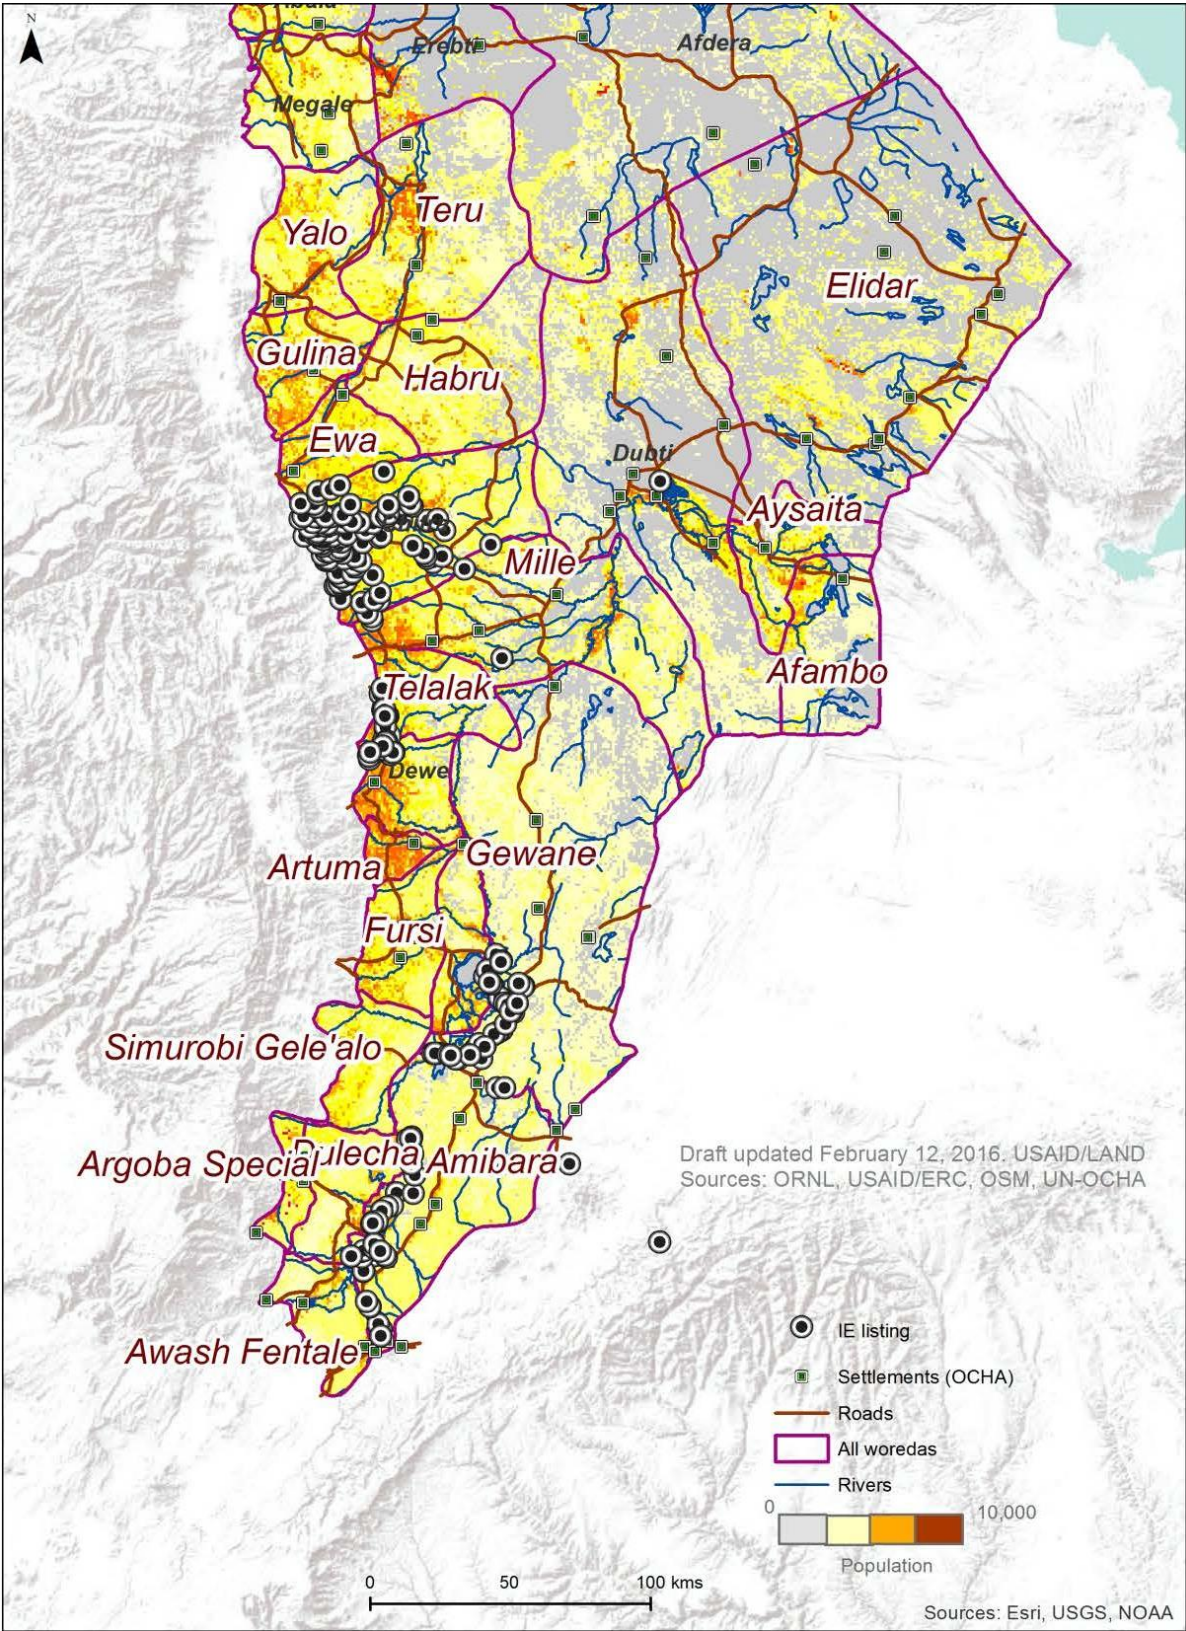 N
Erebti
Afdera
Megale
Yalo
Teru
Elidar
Gulina
Habru
Ewa
Dubti
Aysaita
Mille
Telalak
Afambo
Dewe
Artuma
Gewane
Fursi
Simurobi Gele'alo
Argoba Special
Dulecha
Amibara
Awash Fentale
Draft updated February 12, 2016. USAID/LAND
Sources: ORNL, USAID/ERC, OSM, UN-OCHA
IE listing
Settlements (OCHA)
Roads
All woredas
Rivers
0
10,000
Population
0 50 100 kms
Sources: Esri, USGS, NOAA